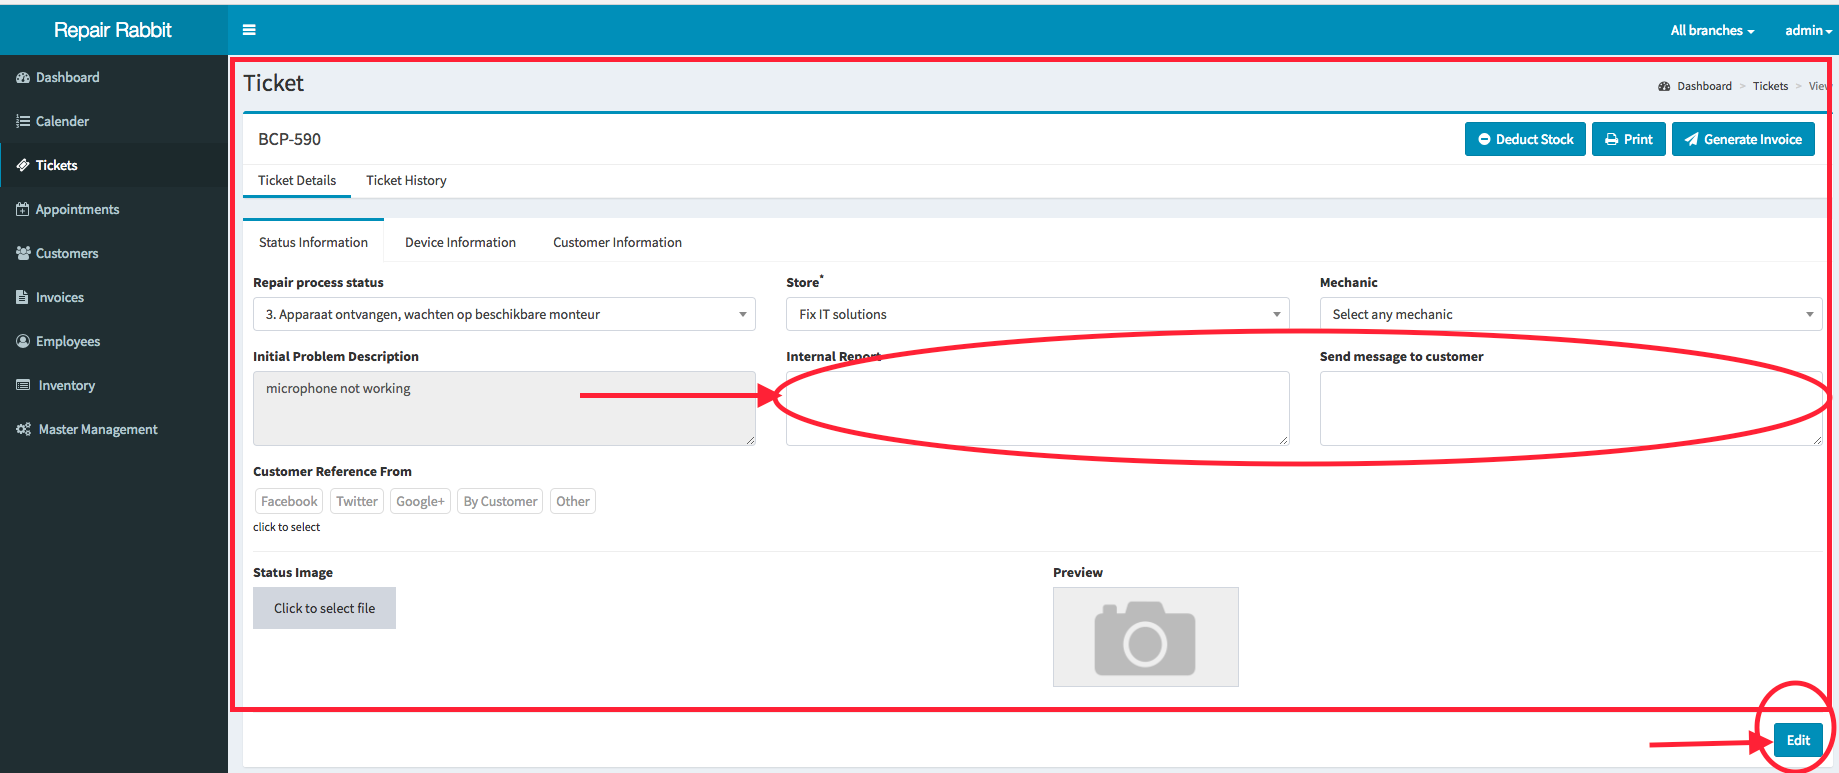 Repair Rabbit
All branches
admin
Dashboard
Calender
Tickets
Appointments
Customers
Invoices
Employees
Inventory
Master Management
Ticket
Dashboard > Tickets > View
BCP-590
Deduct Stock
Print
Generate Invoice
Ticket Details
Ticket History
Status Information
Device Information
Customer Information
Repair process status
Store*
Mechanic
3. Apparaat ontvangen, wachten op beschikbare monteur
Fix IT solutions
Select any mechanic
Initial Problem Description
Internal Report
Send message to customer
microphone not working
Customer Reference From
Facebook
Twitter
Google+
By Customer
Other
click to select
Status Image
Preview
Click to select file
Edit